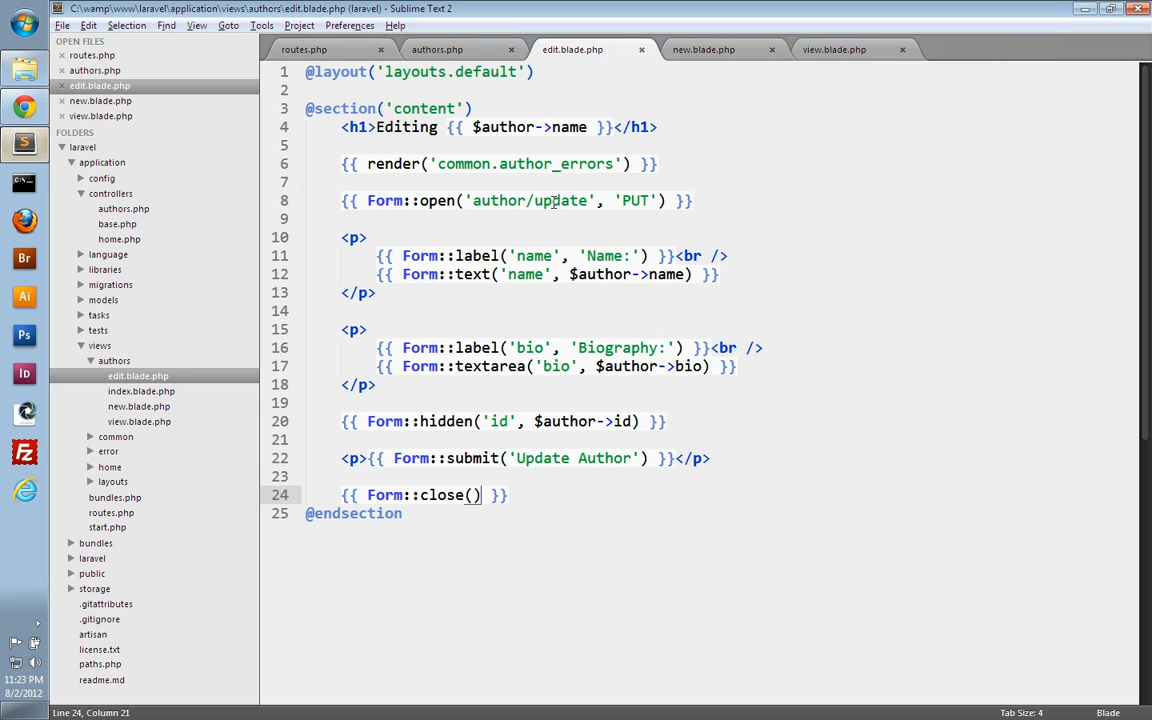 C:\wamp\www\laravel\application\views\authors\edit.blade.php (laravel) - Sublime Text 2
File Edit Selection Find View Goto Tools Project Preferences Help
OPEN FILES
routes.php
authors.php
edit.blade.php
new.blade.php
view.blade.php
FOLDERS
laravel
application
config
controllers
authors.php
base.php
home.php
language
libraries
migrations
models
tasks
tests
views
authors
edit.blade.php
index.blade.php
new.blade.php
view.blade.php
common
error
home
layouts
bundles.php
routes.php
start.php
bundles
laravel
public
storage
.gitattributes
.gitignore
artisan
license.txt
paths.php
readme.md
routes.php authors.php edit.blade.php new.blade.php view.blade.php
1 @layout('layouts.default')
2
3 @section('content')
4 <h1>Editing {{ $author->name }}</h1>
5
6 {{ render('common.author_errors') }}
7
8 {{ Form::open('author/update', 'PUT') }}
9
10 <p>
11 {{ Form::label('name', 'Name:') }}<br />
12 {{ Form::text('name', $author->name) }}
13 </p>
14
15 <p>
16 {{ Form::label('bio', 'Biography:') }}<br />
17 {{ Form::textarea('bio', $author->bio) }}
18 </p>
19
20 {{ Form::hidden('id', $author->id) }}
21
22 <p>{{ Form::submit('Update Author') }}</p>
23
24 {{ Form::close() }}
25 @endsection
Br
Ai
Ps
Id
Fz
11:23 PM
8/2/2012
Line 24, Column 21
Tab Size: 4
Blade